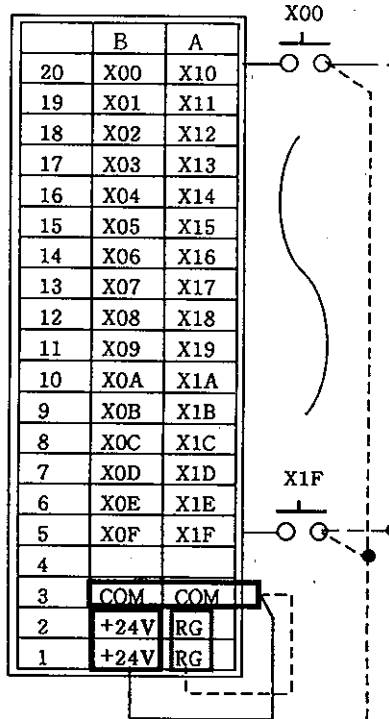 X00
B A
20 X00 X10
19 X01 X11
18 X02 X12
17 X03 X13
16 X04 X14
15 X05 X15
14 X06 X16
13 X07 X17
12 X08 X18
11 X09 X19
10 X0A X1A
9 X0B X1B
8 X0C X1C
7 X0D X1D
6 X0E X1E
5 X0F X1F
4
3 COM COM
2 +24V RG
1 +24V RG
X1F